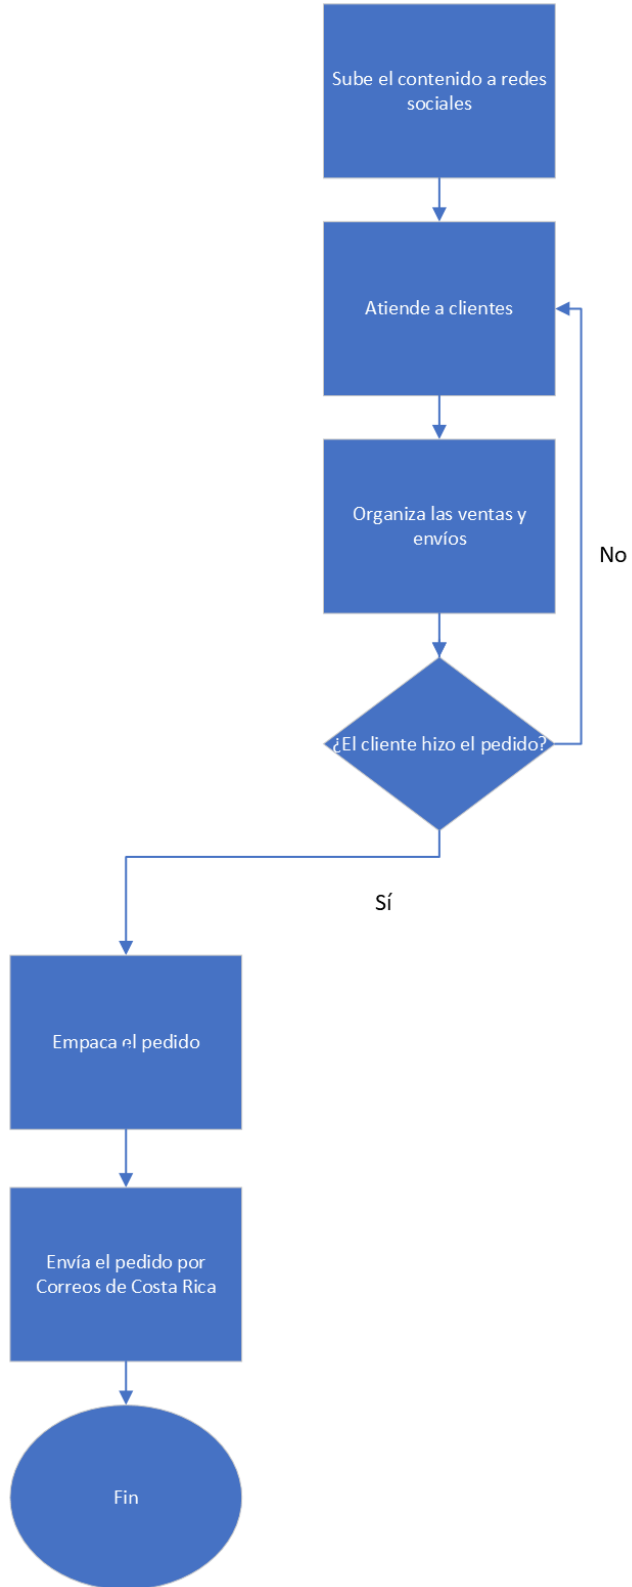 Sube el contenido a redes
sociales
Atiende a clientes
Organiza las ventas y
envíos
No
¿El cliente hizo el pedido?
Sí
Empaca el pedido
Envía el pedido por
Correos de Costa Rica
Fin